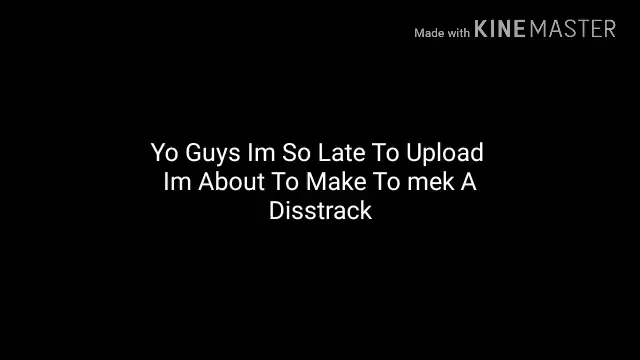 Made with KINEMASTER
Yo Guys Im So Late To Upload
Im About To Make To mek A
Disstrack